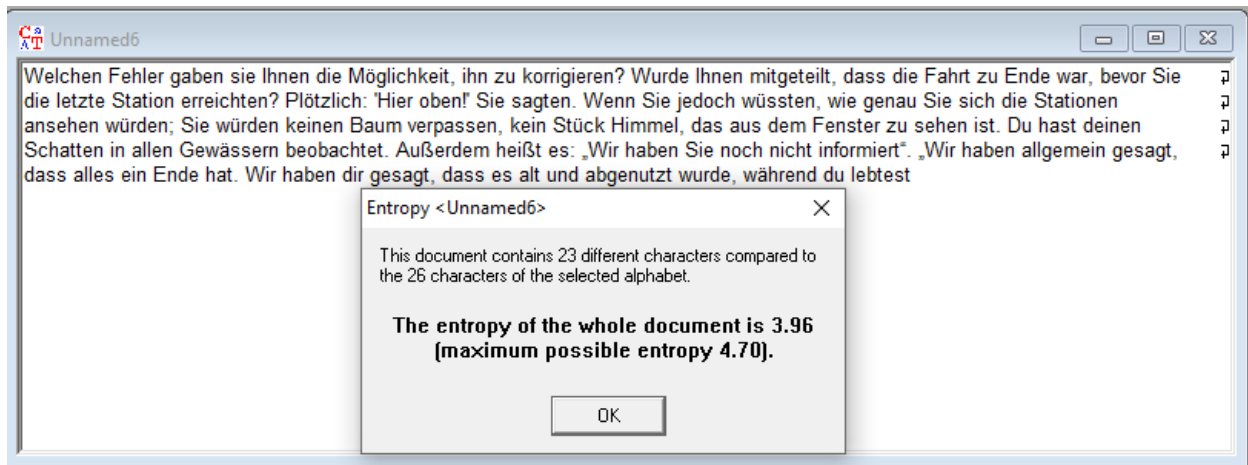 Unnamed6
Welchen Fehler gaben sie Ihnen die Möglichkeit, ihn zu korrigieren? Wurde Ihnen mitgeteilt, dass die Fahrt zu Ende war, bevor Sie
die letzte Station erreichten? Plötzlich: 'Hier oben!' Sie sagten. Wenn Sie jedoch wüssten, wie genau Sie sich die Stationen
ansehen würden; Sie würden keinen Baum verpassen, kein Stück Himmel, das aus dem Fenster zu sehen ist. Du hast deinen
Schatten in allen Gewässern beobachtet. Außerdem heißt es: „Wir haben Sie noch nicht informiert“. „Wir haben allgemein gesagt,
dass alles ein Ende hat. Wir haben dir gesagt, dass es alt und abgenutzt wurde, während du lebtest
Entropy <Unnamed6>
This document contains 23 different characters compared to
the 26 characters of the selected alphabet.
The entropy of the whole document is 3.96
(maximum possible entropy 4.70).
OK